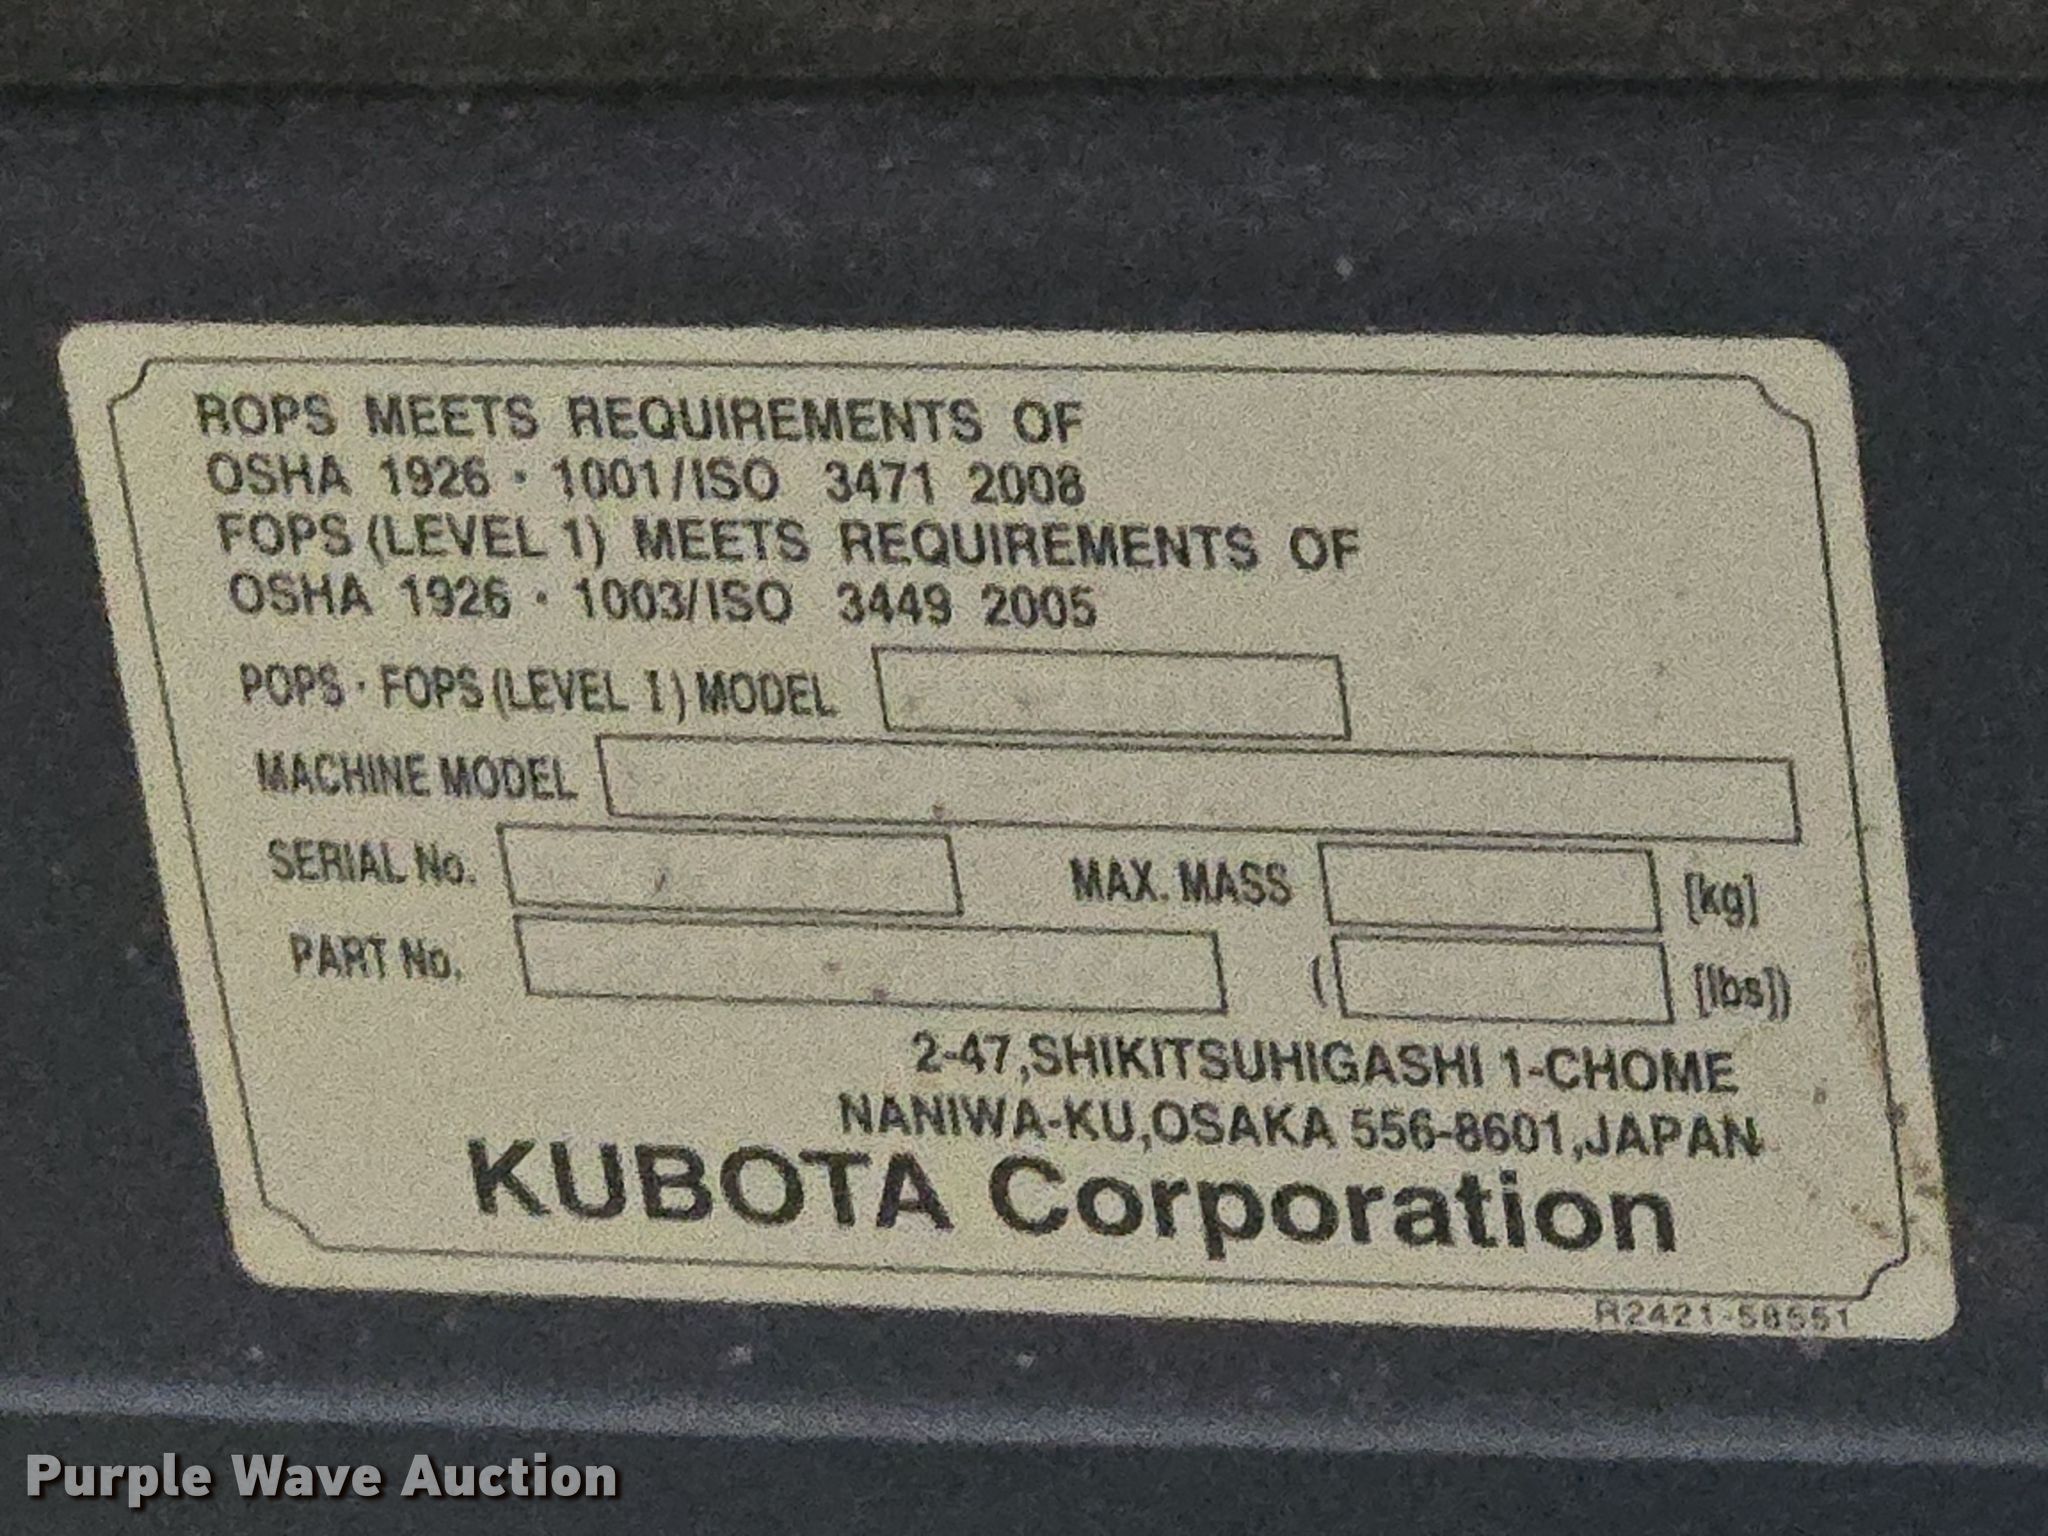 ROPS MEETS REQUIREMENTS OF
OSHA 1926 · 1001/ISO 3471 2008
FOPS (LEVEL 1) MEETS REQUIREMENTS OF
OSHA 1926 · 1003/ISO 3449 2005
POPS · FOPS (LEVEL I) MODEL
MACHINE MODEL
SERIAL No.
MAX. MASS [kg]
PART No.
( [lbs])
2-47,SHIKITSUHIGASHI 1-CHOME
NANIWA-KU,OSAKA 556-8601,JAPAN
KUBOTA Corporation
R2421-58551
Purple Wave Auction